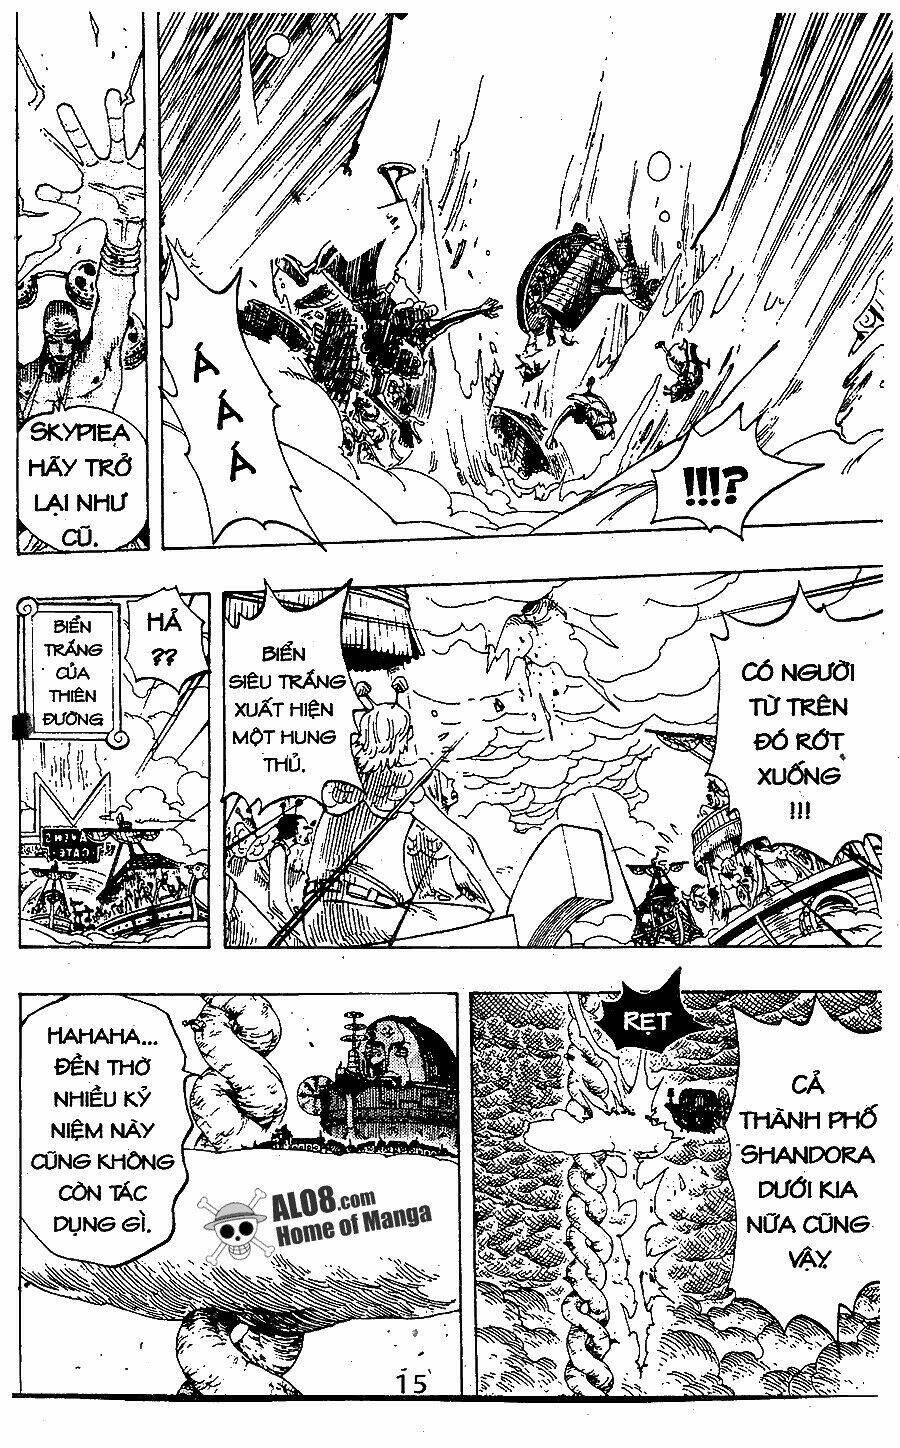 !!!?
Á
Á
Á
SKYPIEA
HÃY TRỞ
LẠI NHƯ
CŨ.
CÓ NGƯỜI
TỪ TRÊN
ĐÓ RỚT
XUỐNG
!!!
BIỂN
SIÊU TRẮNG
XUẤT HIỆN
MỘT HUNG
THỦ.
HẢ
??
BIỂN
TRẮNG
CỦA
THIÊN
ĐƯỜNG
RẸT
CẢ
THÀNH PHỐ
SHANDORA
DƯỚI KIA
NỮA CŨNG
VẬY.
HAHAHA...
ĐỀN THỜ
NHIỀU KỶ
NIỆM NÀY
CŨNG KHÔNG
CÒN TÁC
DỤNG GÌ.
ALO8.com
Home of Manga
15